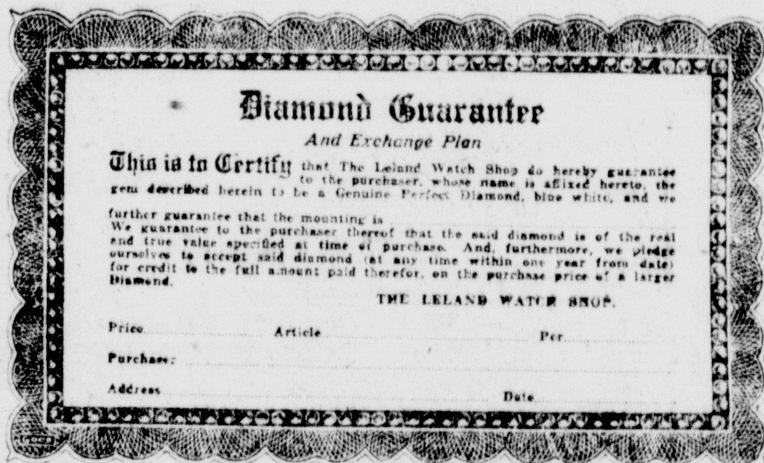 Diamond Guarantee
And Exchange Plan
This is to Certify that The Leland Watch Shop do hereby guarantee
to the purchaser, whose name is affixed hereto, the
gem described herein to be a Genuine Perfect Diamond, blue white, and we
further guarantee that the mounting is
We guarantee to the purchaser thereof that the said diamond is of the real
and true value specified at time of purchase. And, furthermore, we pledge
ourselves to accept said diamond (at any time within one year from date)
for credit to the full amount paid therefor, on the purchase price of a larger
Diamond.
THE LELAND WATCH SHOP.
Price Article Per
Purchaser
Address Date